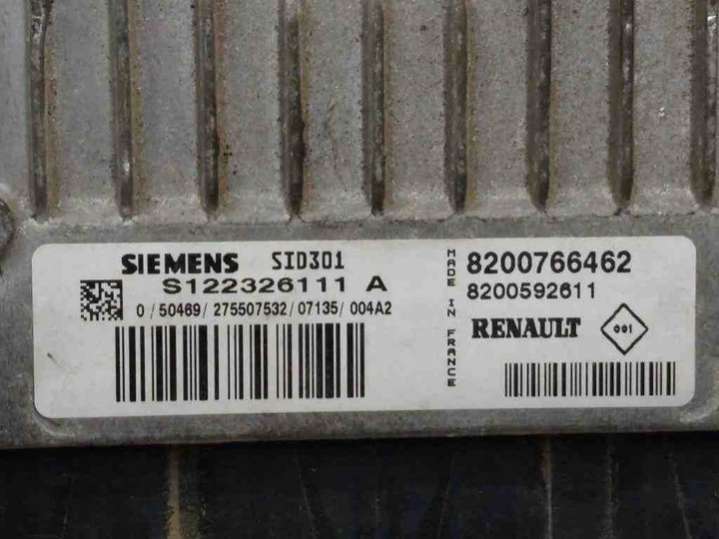 SIEMENS SID301
S122326111 A
0/50469/275507532/07135/004A2
MADE IN FRANCE
8200766462
8200592611
RENAULT 001